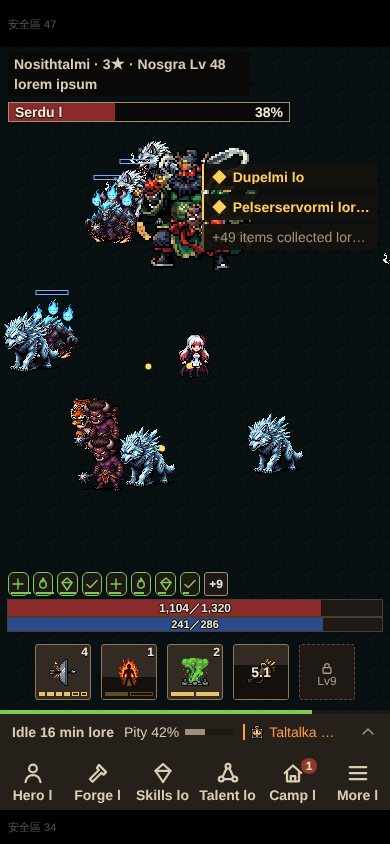 安全區 47
Nosithtalmi · 3★ · Nosgra Lv 48
lorem ipsum
Serdu l 38%
Dupelmi lo
Pelserservormi lor…
+49 items collected lor…
+9
1,104／1,320
241／286
4 1 2 5.1 Lv9
Idle 16 min lore Pity 42% Taltalka …
1
Hero l Forge l Skills lo Talent lo Camp l More l
安全區 34